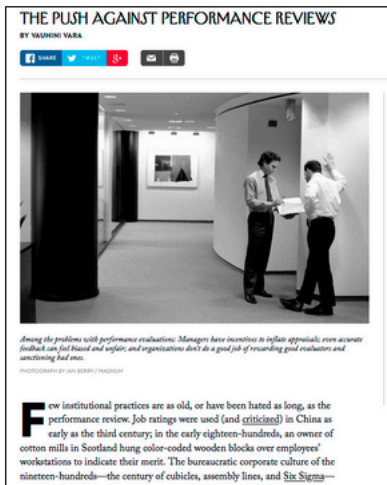 THE PUSH AGAINST PERFORMANCE REVIEWS
BY VAUHINI VARA
SHARE TWEET g+
Among the problems with performance evaluations: Managers have incentives to inflate appraisals; even accurate
feedback can feel biased and unfair; and organizations don't do a good job of rewarding good evaluators and
sanctioning bad ones.
PHOTOGRAPH BY IAN BERRY / MAGNUM
Few institutional practices are as old, or have been hated as long, as the
performance review. Job ratings were used (and criticized) in China as
early as the third century; in the early eighteen-hundreds, an owner of
cotton mills in Scotland hung color-coded wooden blocks over employees'
workstations to indicate their merit. The bureaucratic corporate culture of the
nineteen-hundreds—the century of cubicles, assembly lines, and Six Sigma—